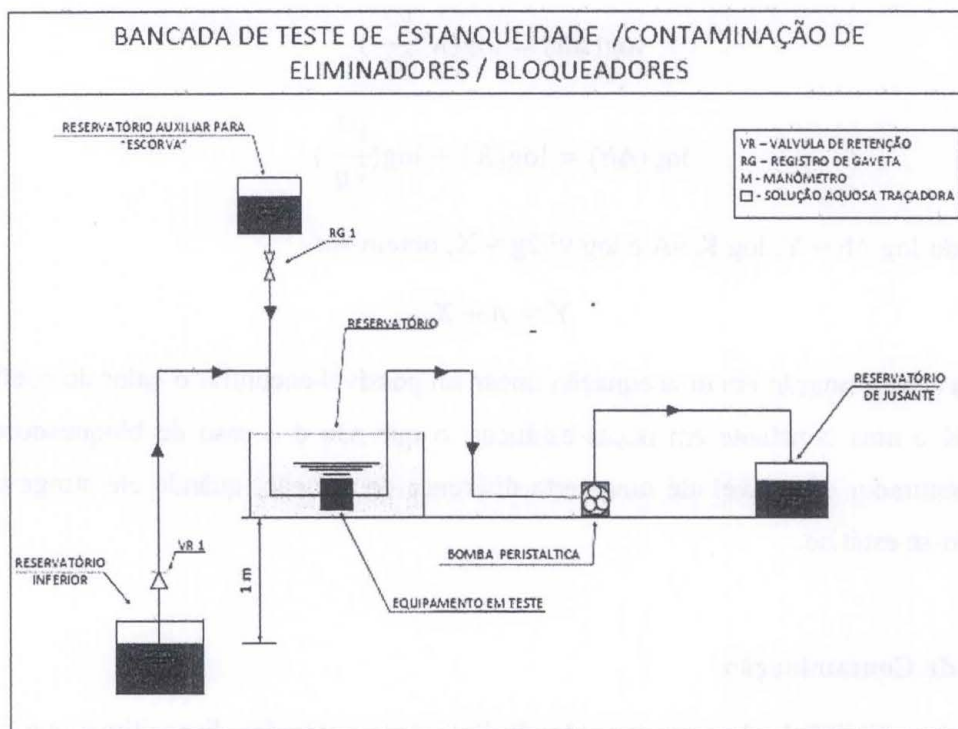 BANCADA DE TESTE DE ESTANQUEIDADE /CONTAMINAÇÃO DE
ELIMINADORES / BLOQUEADORES
RESERVATÓRIO AUXILIAR PARA
"ESCORVA"
VR – VALVULA DE RETENÇÃO
RG – REGISTRO DE GAVETA
M - MANÔMETRO
- SOLUÇÃO AQUOSA TRAÇADORA
RG 1
RESERVATÓRIO
RESERVATÓRIO
DE JUSANTE
VR 1
RESERVATÓRIO
INFERIOR
1 m
BOMBA PERISTALTICA
EQUIPAMENTO EM TESTE